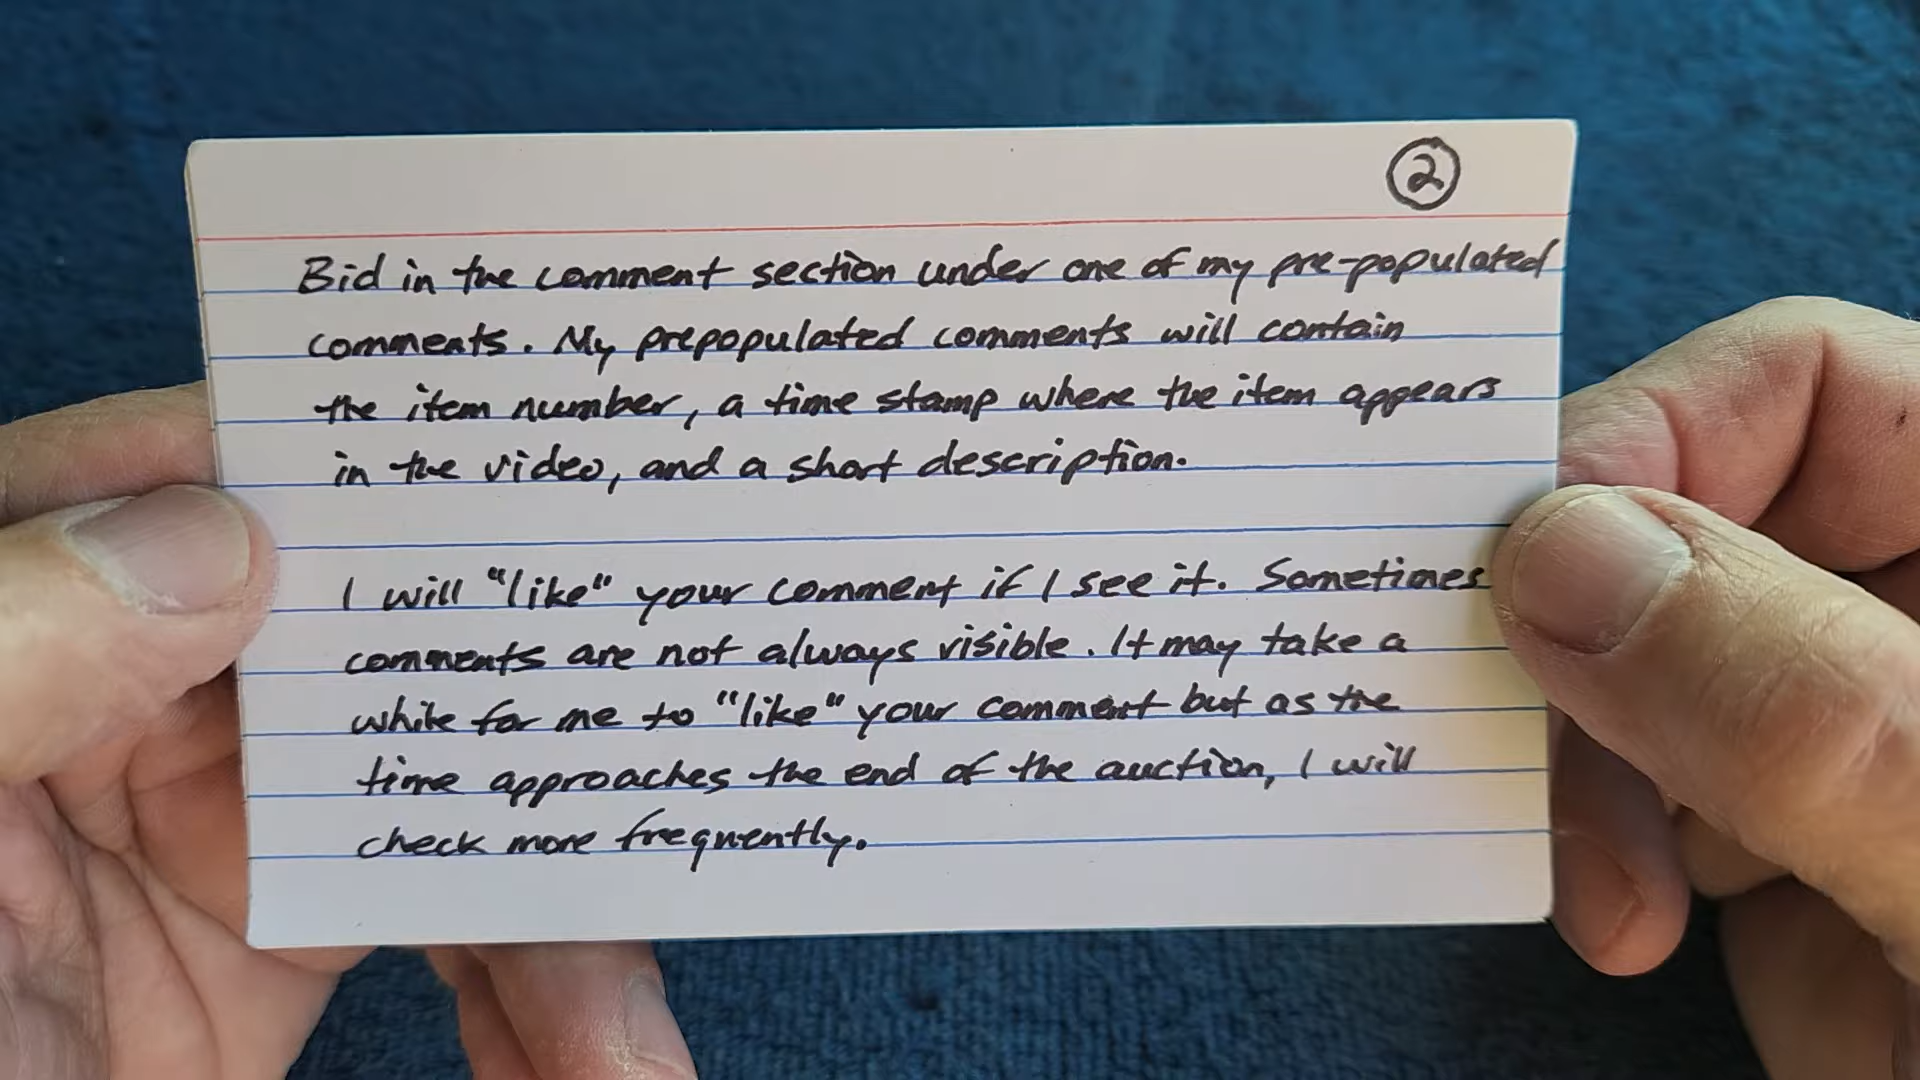 2
Bid in the comment section under one of my pre-populated
comments. My prepopulated comments will contain
the item number, a time stamp where the item appears
in the video, and a short description.
I will "like" your comment if I see it. Sometimes
comments are not always visible. It may take a
while for me to "like" your comment but as the
time approaches the end of the auction, I will
check more frequently.